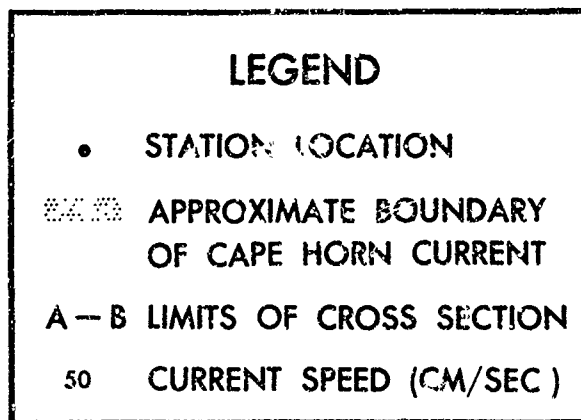 LEGEND
STATION LOCATION
APPROXIMATE BOUNDARY
OF CAPE HORN CURRENT
A — B LIMITS OF CROSS SECTION
50 CURRENT SPEED (CM/SEC)